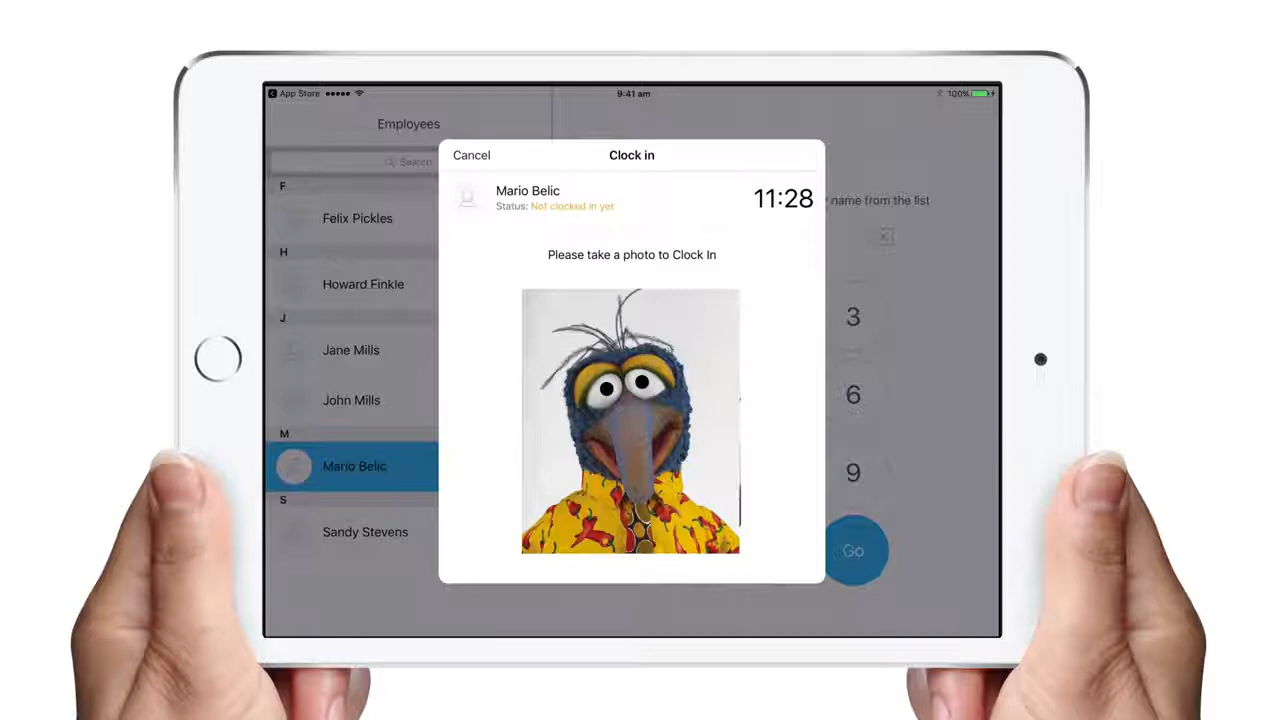 App Store
9:41 am
100%
Employees
Search
Cancel
Clock in
Mario Belic
Status: Not clocked in yet
11:28
Please take a photo to Clock In
F
Felix Pickles
H
Howard Finkle
J
Jane Mills
John Mills
M
Mario Belic
S
Sandy Stevens
name from the list
3
6
9
Go